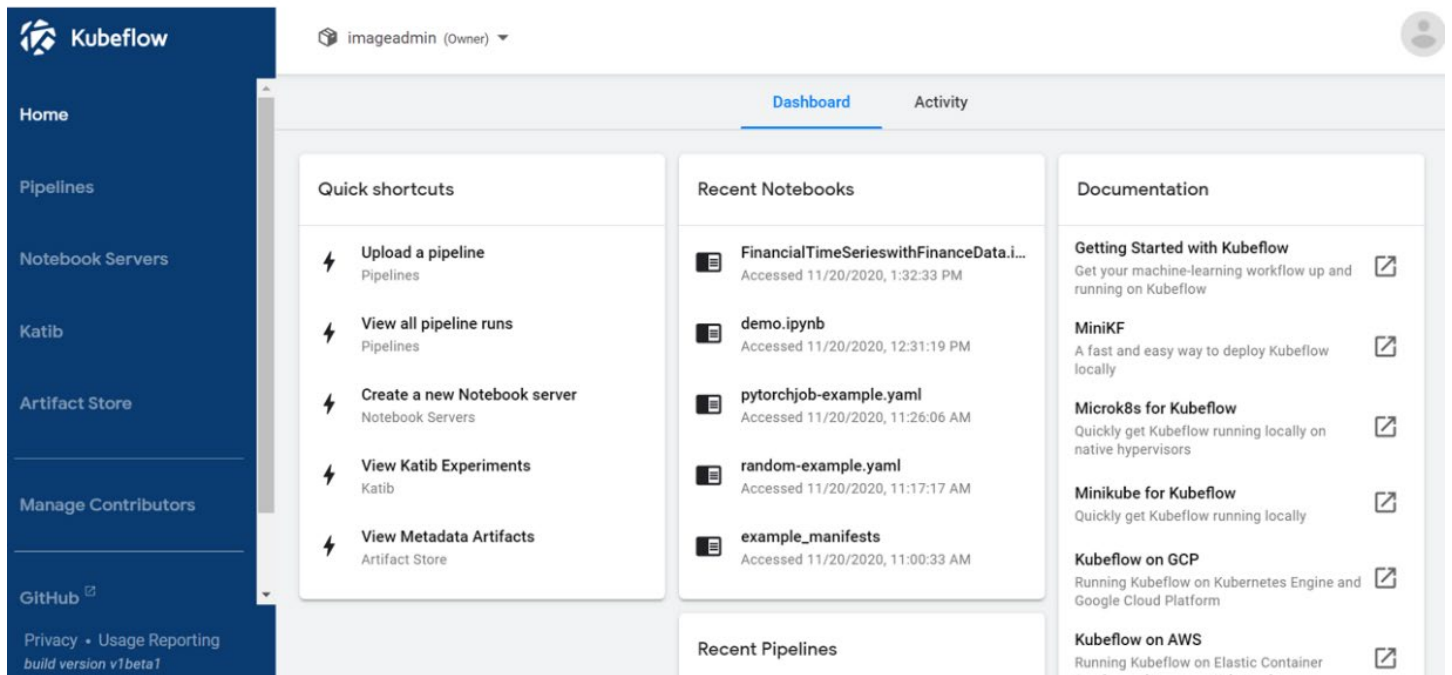 Kubeflow
imageadmin (Owner)
Home
Pipelines
Notebook Servers
Katib
Artifact Store
Manage Contributors
GitHub
Privacy • Usage Reporting
build version v1beta1
Dashboard
Activity
Quick shortcuts
Upload a pipeline
Pipelines
View all pipeline runs
Pipelines
Create a new Notebook server
Notebook Servers
View Katib Experiments
Katib
View Metadata Artifacts
Artifact Store
Recent Notebooks
FinancialTimeSerieswithFinanceData.i...
Accessed 11/20/2020, 1:32:33 PM
demo.ipynb
Accessed 11/20/2020, 12:31:19 PM
pytorchjob-example.yaml
Accessed 11/20/2020, 11:26:06 AM
random-example.yaml
Accessed 11/20/2020, 11:17:17 AM
example_manifests
Accessed 11/20/2020, 11:00:33 AM
Recent Pipelines
Documentation
Getting Started with Kubeflow
Get your machine-learning workflow up and
running on Kubeflow
MiniKF
A fast and easy way to deploy Kubeflow
locally
Microk8s for Kubeflow
Quickly get Kubeflow running locally on
native hypervisors
Minikube for Kubeflow
Quickly get Kubeflow running locally
Kubeflow on GCP
Running Kubeflow on Kubernetes Engine and
Google Cloud Platform
Kubeflow on AWS
Running Kubeflow on Elastic Container